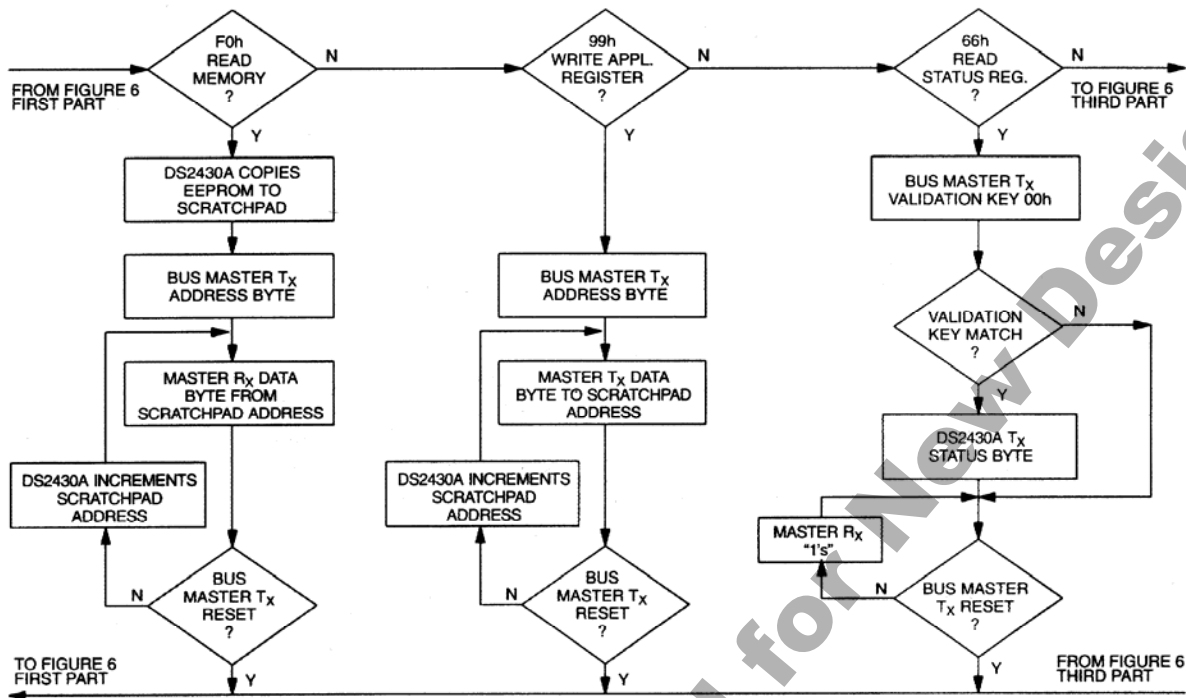 F0h
READ
MEMORY
?
N
99h
WRITE APPL.
REGISTER
?
N
66h
READ
STATUS REG.
?
N
FROM FIGURE 6
FIRST PART
TO FIGURE 6
THIRD PART
Y
Y
Y
DS2430A COPIES
EEPROM TO
SCRATCHPAD
BUS MASTER TX
VALIDATION KEY 00h
BUS MASTER TX
ADDRESS BYTE
BUS MASTER TX
ADDRESS BYTE
VALIDATION
KEY MATCH
?
N
Y
MASTER RX DATA
BYTE FROM
SCRATCHPAD ADDRESS
MASTER TX DATA
BYTE TO SCRATCHPAD
ADDRESS
DS2430A TX
STATUS BYTE
DS2430A INCREMENTS
SCRATCHPAD
ADDRESS
DS2430A INCREMENTS
SCRATCHPAD
ADDRESS
MASTER RX
"1's"
N
BUS
MASTER TX
RESET
?
N
BUS
MASTER TX
RESET
?
N
BUS MASTER
TX RESET
?
TO FIGURE 6
FIRST PART
Y
Y
Y
FROM FIGURE 6
THIRD PART
for New